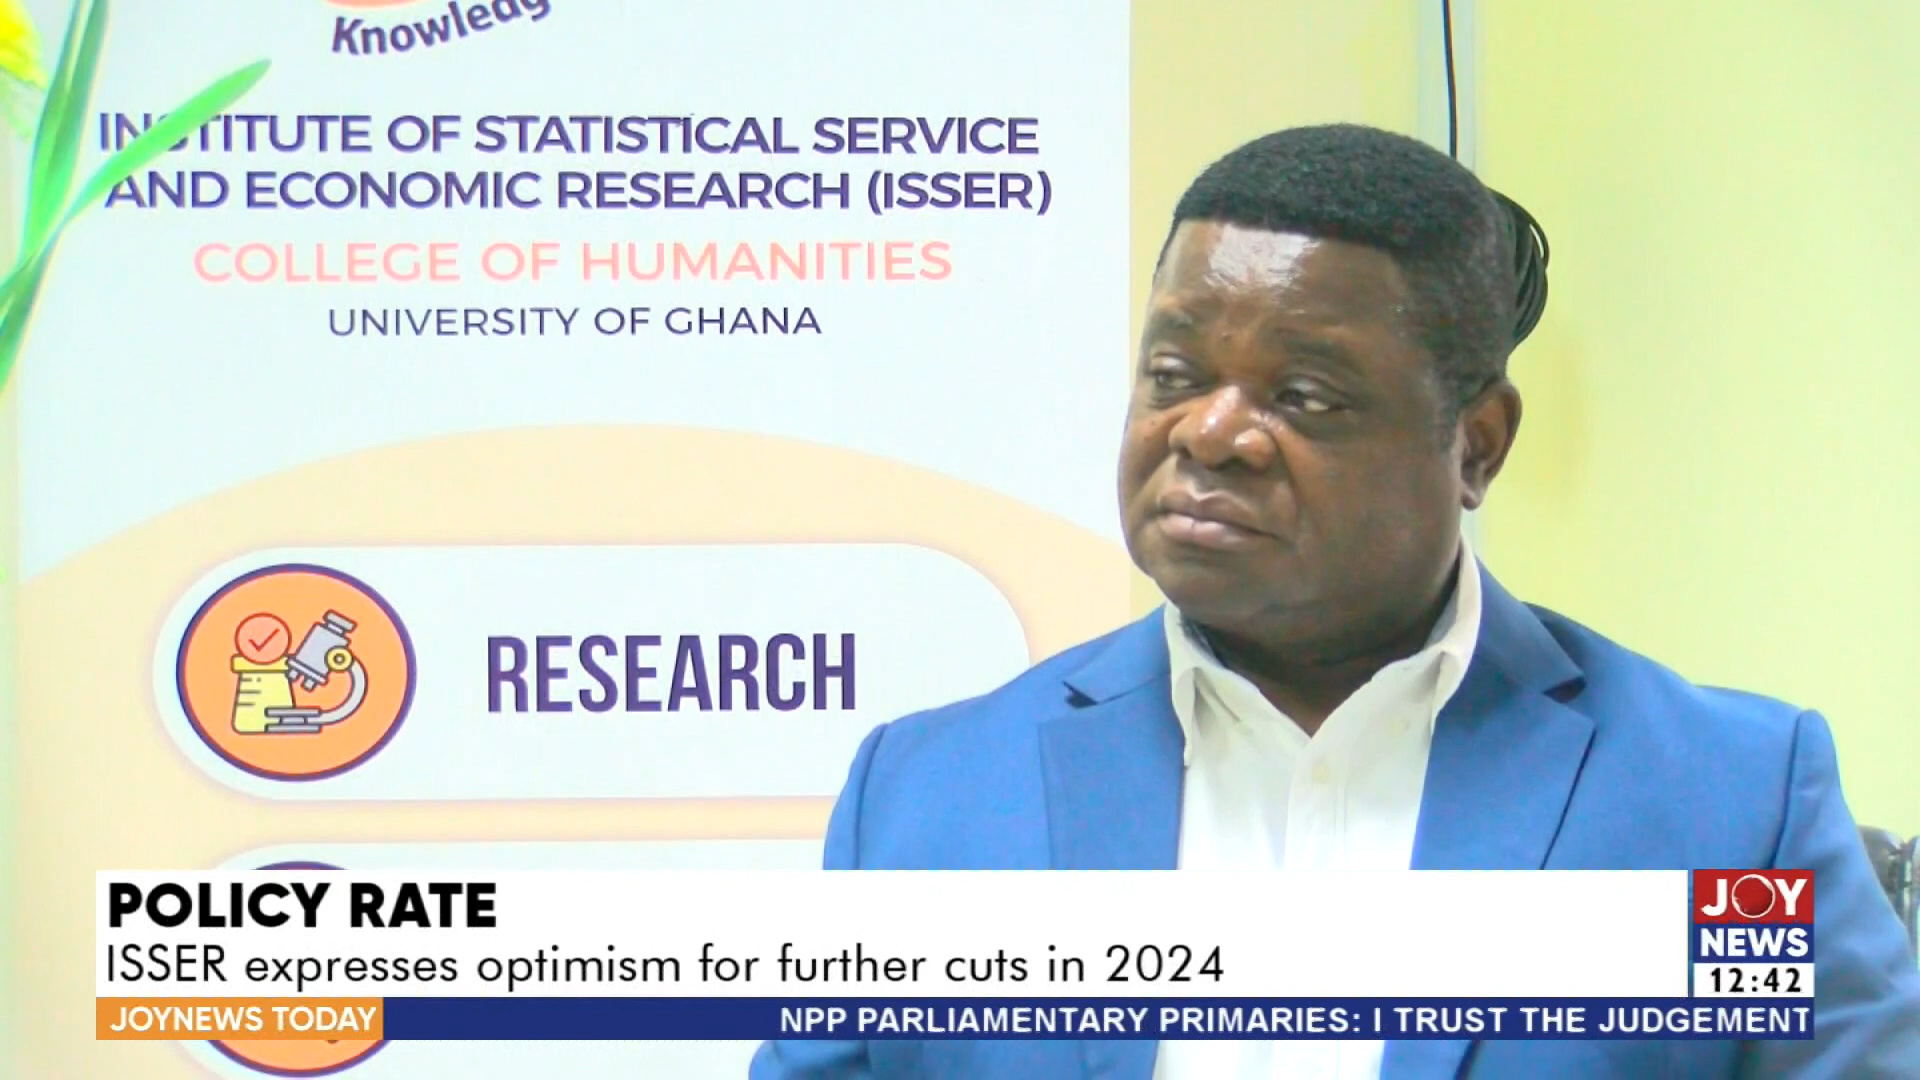 INSTITUTE OF STATISTICAL SERVICE
AND ECONOMIC RESEARCH (ISSER)
COLLEGE OF HUMANITIES
UNIVERSITY OF GHANA
RESEARCH
POLICY RATE
ISSER expresses optimism for further cuts in 2024
JOY
NEWS
12:42
JOYNEWS TODAY
NPP PARLIAMENTARY PRIMARIES: I TRUST THE JUDGEMENT